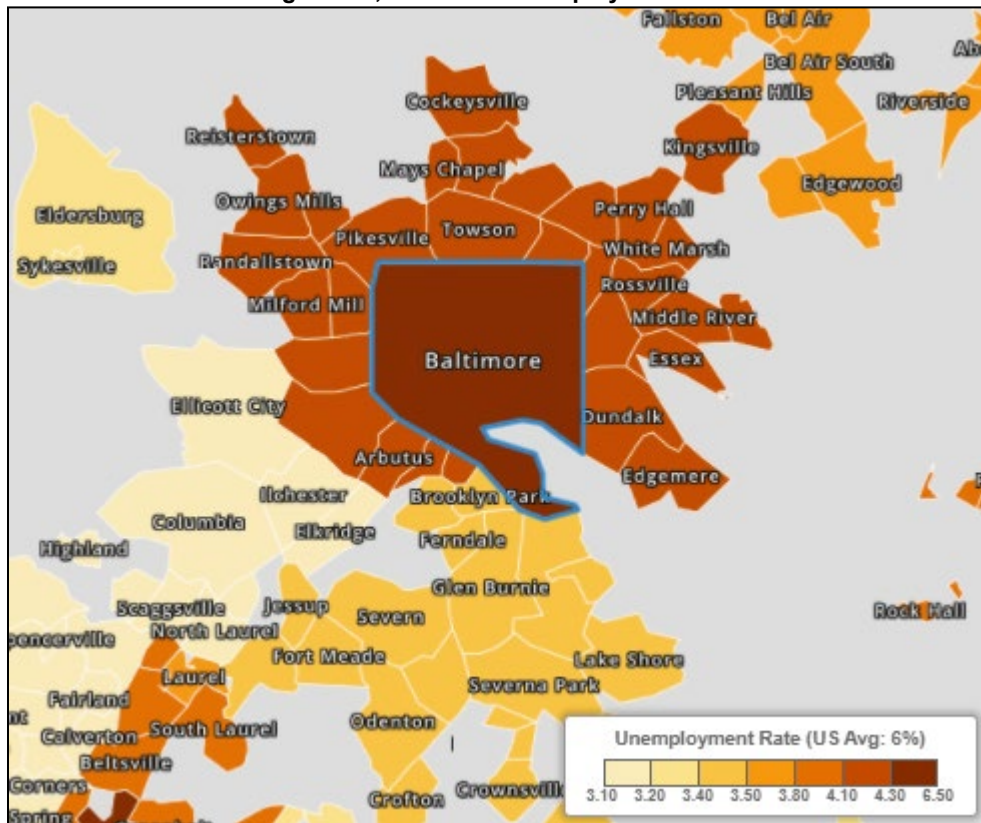 Fallston
Bel Air
Bel Air South
Cockeysville
Pleasant Hills
Riverside
Reisterstown
Kingsville
Mays Chapel
Edgewood
Owings Mills
Eldersburg
Perry Hall
Pikesville
Towson
White Marsh
Sykesville
Randallstown
Rossville
Milford Mill
Middle River
Baltimore
Essex
Ellicott City
Dundalk
Arbutus
Edgemere
Ilchester
Brooklyn Park
Columbia
Elkridge
Highland
Ferndale
Glen Burnie
Scaggsville
Jessup
Severn
Rock Hall
North Laurel
Fort Meade
Lake Shore
Laurel
Severna Park
Fairland
South Laurel
Odenton
Calverton
Unemployment Rate (US Avg: 6%)
Beltsville
Corners
Crofton
Crownsvill
3.10 3.20 3.40 3.50 3.80 4.10 4.30 6.50
Spring